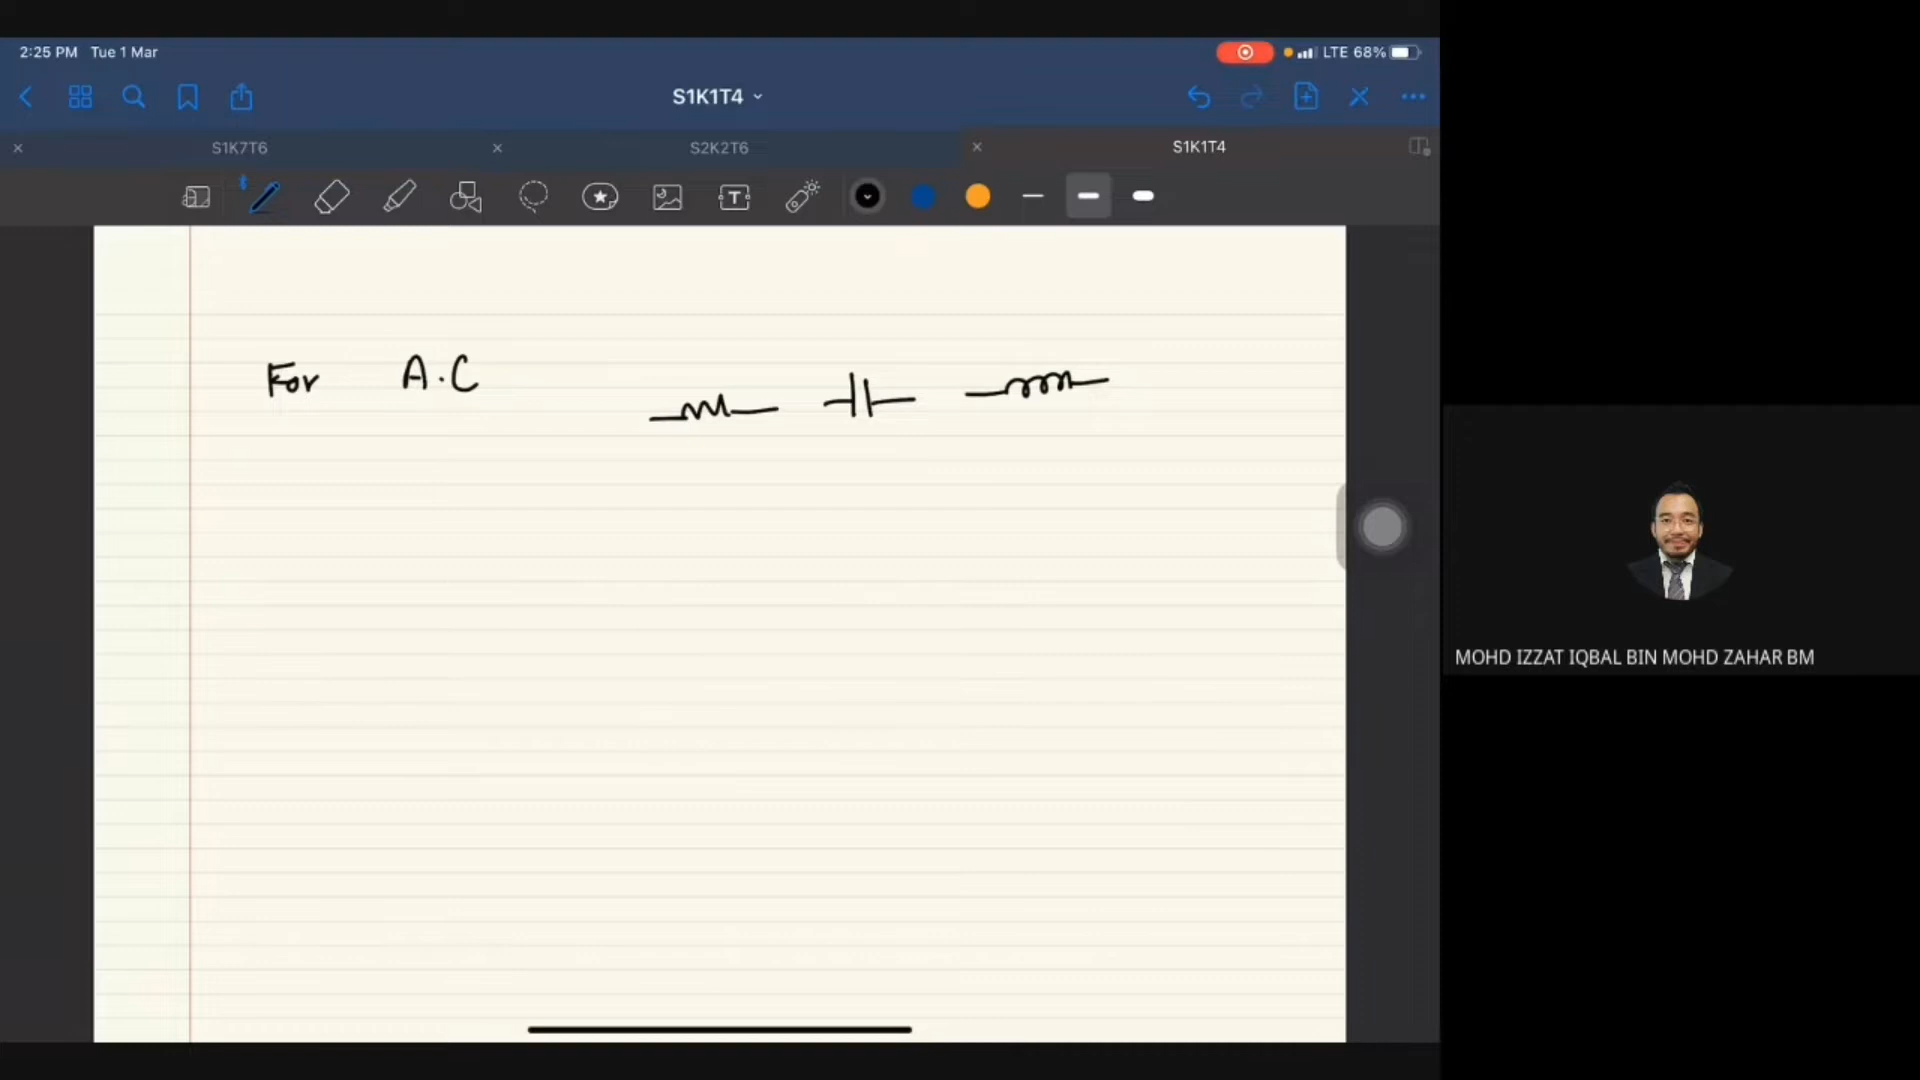 2:25 PM Tue 1 Mar
LTE 68%
S1K1T4
S1K7T6
S2K2T6
S1K1T4
T
For A.C
MOHD IZZAT IQBAL BIN MOHD ZAHAR BM